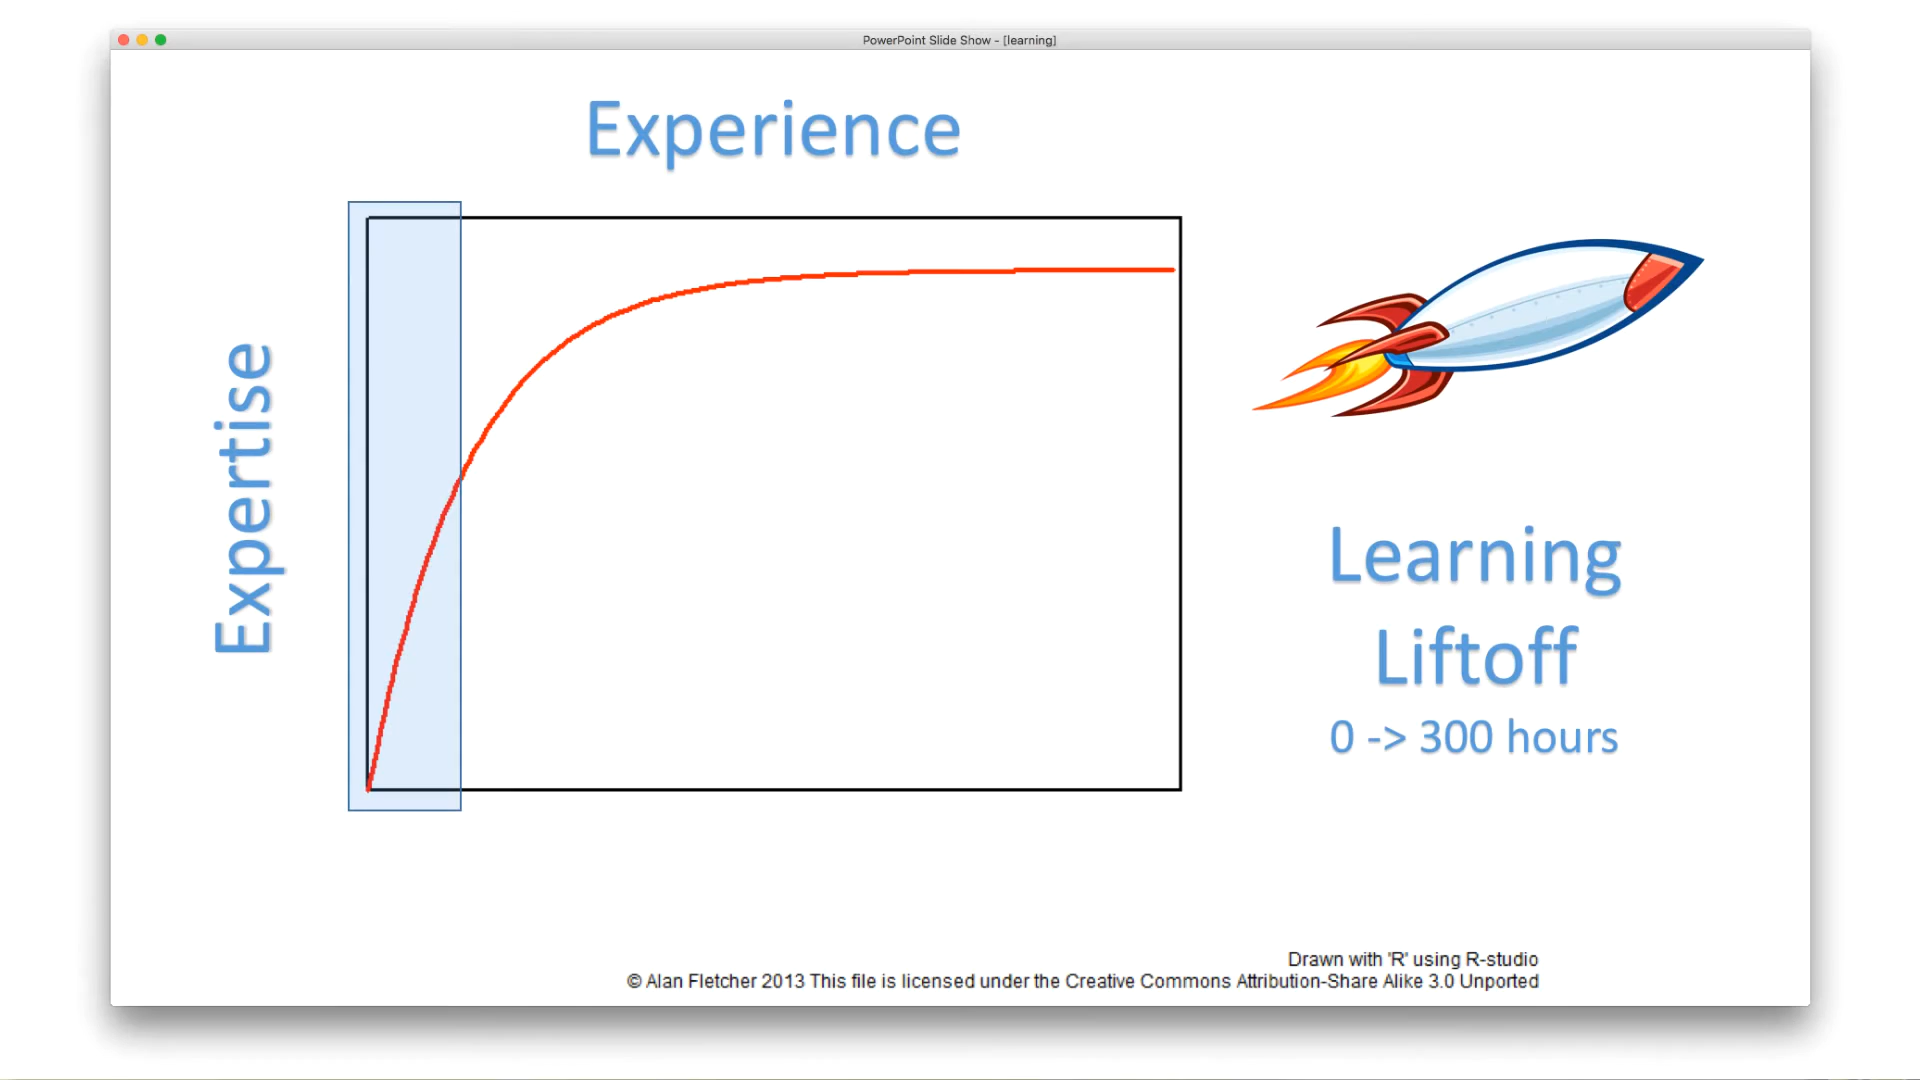 PowerPoint Slide Show - [learning]
Experience
Expertise
Learning
Liftoff
0 -> 300 hours
Drawn with 'R' using R-studio
© Alan Fletcher 2013 This file is licensed under the Creative Commons Attribution-Share Alike 3.0 Unported